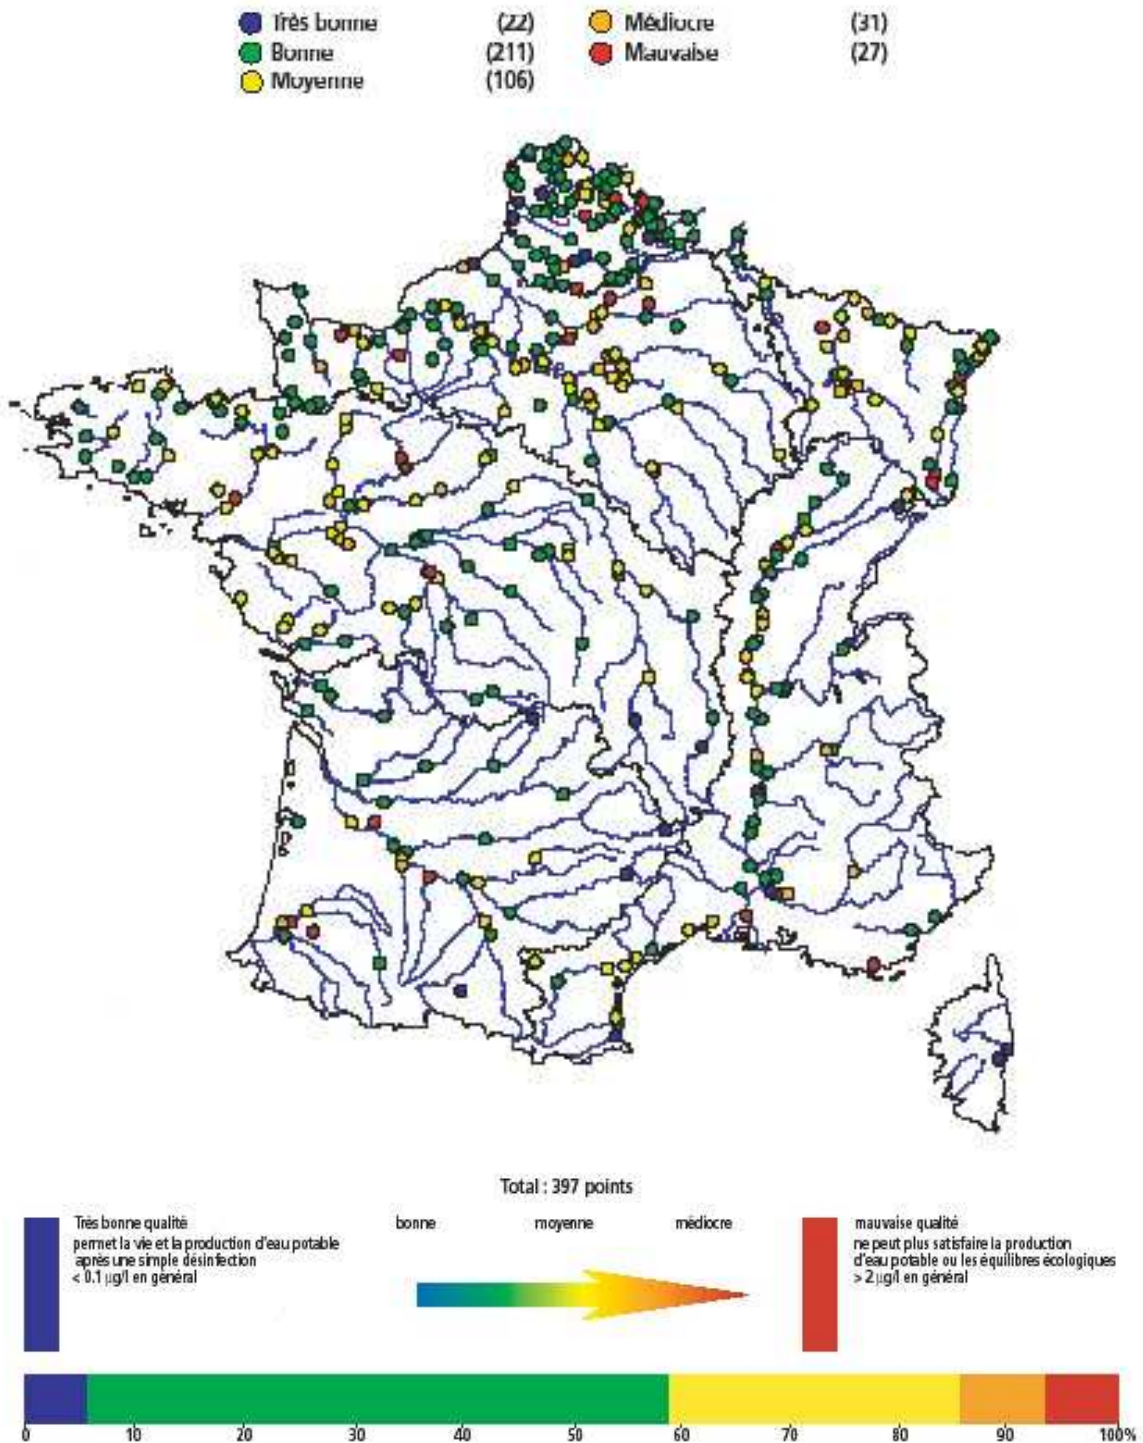 Très bonne (22) Médiocre (31)
Bonne (211) Mauvaise (27)
Moyenne (106)
Total : 397 points
Très bonne qualité
permet la vie et la production d'eau potable
après une simple désinfection
< 0.1 µg/l en général
bonne moyenne médiocre
mauvaise qualité
ne peut plus satisfaire la production
d'eau potable ou les équilibres écologiques
> 2 µg/l en général
0 10 20 30 40 50 60 70 80 90 100%